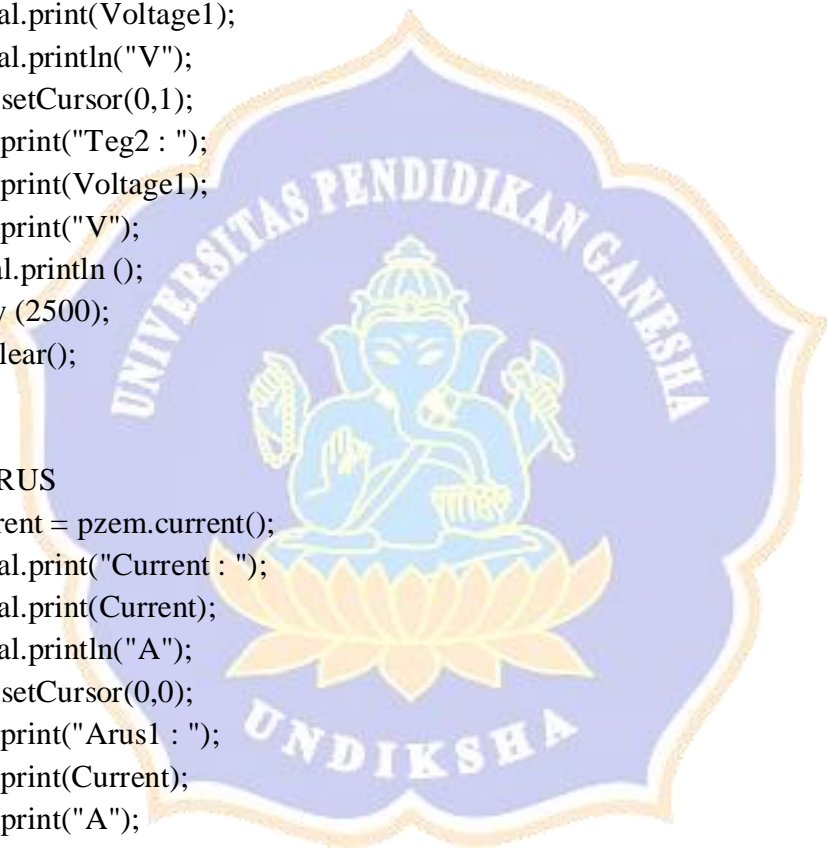 al.print(Voltage1);
al.println("V");
setCursor(0,1);
print("Teg2 : ");
print(Voltage1);
print("V");
al.println ();
y (2500);
lear();
RUS
rent = pzem.current();
al.print("Current : ");
al.print(Current);
al.println("A");
setCursor(0,0);
print("Arus1 : ");
print(Current);
print("A");
UNIVERSITAS PENDIDIKAN GANESHA
UNDIKSHA